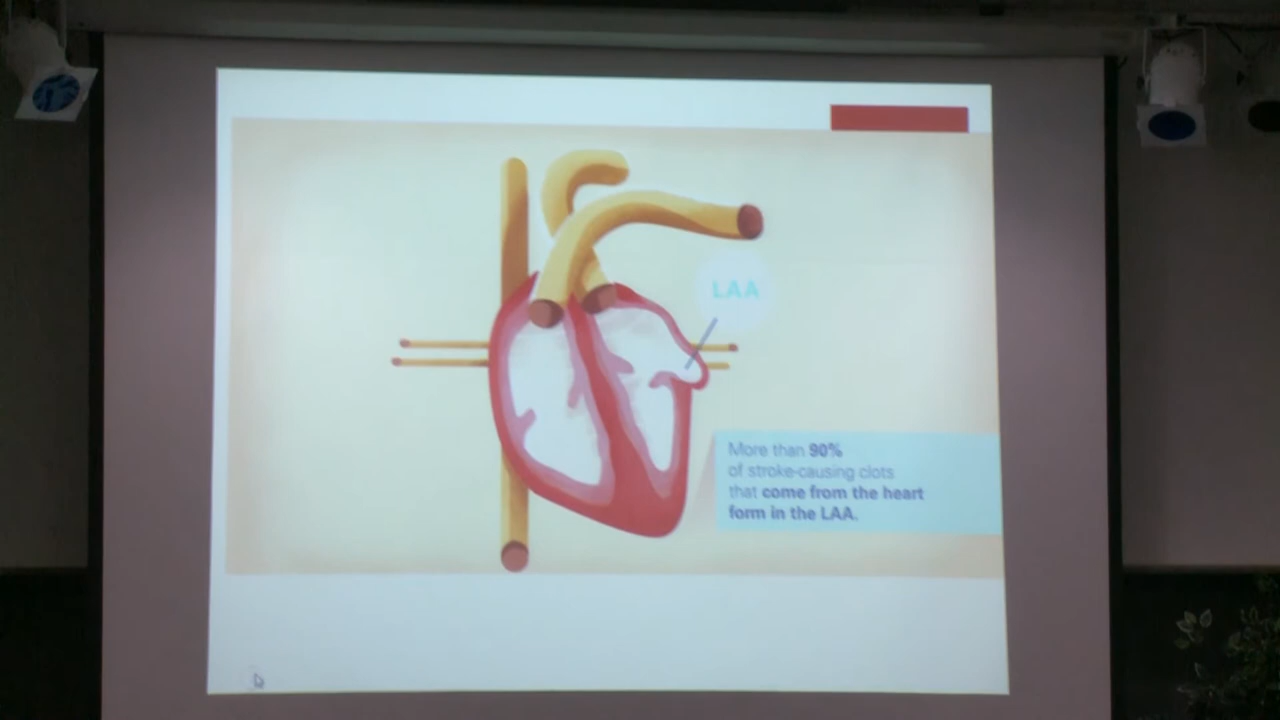 LAA
More than 90%
of stroke-causing clots
that come from the heart
form in the LAA.